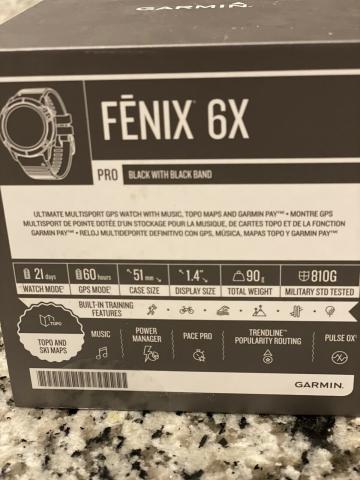 GARMIN.
FĒNIX® 6X
PRO BLACK WITH BLACK BAND
ULTIMATE MULTISPORT GPS WATCH WITH MUSIC, TOPO MAPS AND GARMIN PAY™ • MONTRE GPS
MULTISPORT DE POINTE DOTÉE D'UN STOCKAGE POUR LA MUSIQUE, DE CARTES TOPO ET DE LA FONCTION
GARMIN PAY™ • RELOJ MULTIDEPORTE DEFINITIVO CON GPS, MÚSICA, MAPAS TOPO Y GARMIN PAY™
21 days 60 hours 51 mm 1.4" 90g 810G
WATCH MODE¹ GPS MODE¹ CASE SIZE DISPLAY SIZE TOTAL WEIGHT MILITARY STD TESTED
BUILT-IN TRAINING
FEATURES
TOPO
TOPO AND
SKI MAPS
MUSIC
POWER
MANAGER
PACE PRO
TRENDLINE™
POPULARITY ROUTING
PULSE OX²
GARMIN.